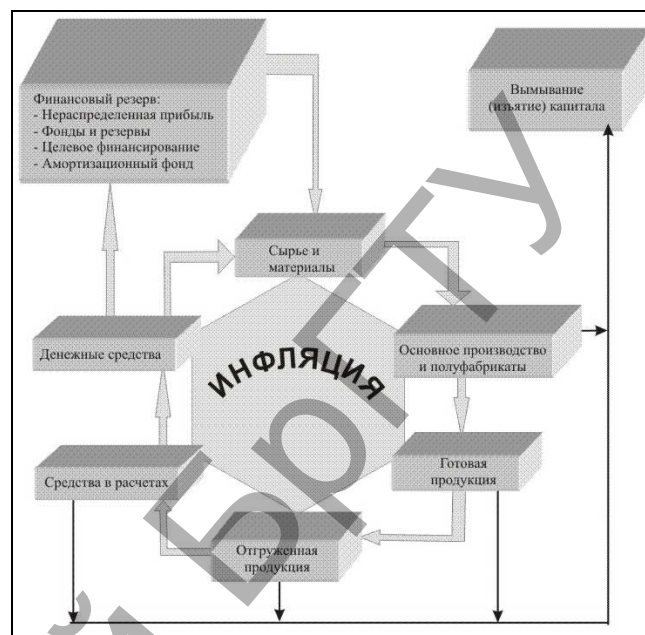 Финансовый резерв:
- Нераспределенная прибыль
- Фонды и резервы
- Целевое финансирование
- Амортизационный фонд
Вымывание
(изъятие) капитала
Сырье и
материалы
Денежные средства
ИНФЛЯЦИЯ
Основное производство
и полуфабрикаты
Средства в расчетах
Готовая
продукция
Отгруженная
продукция
БрГТУ